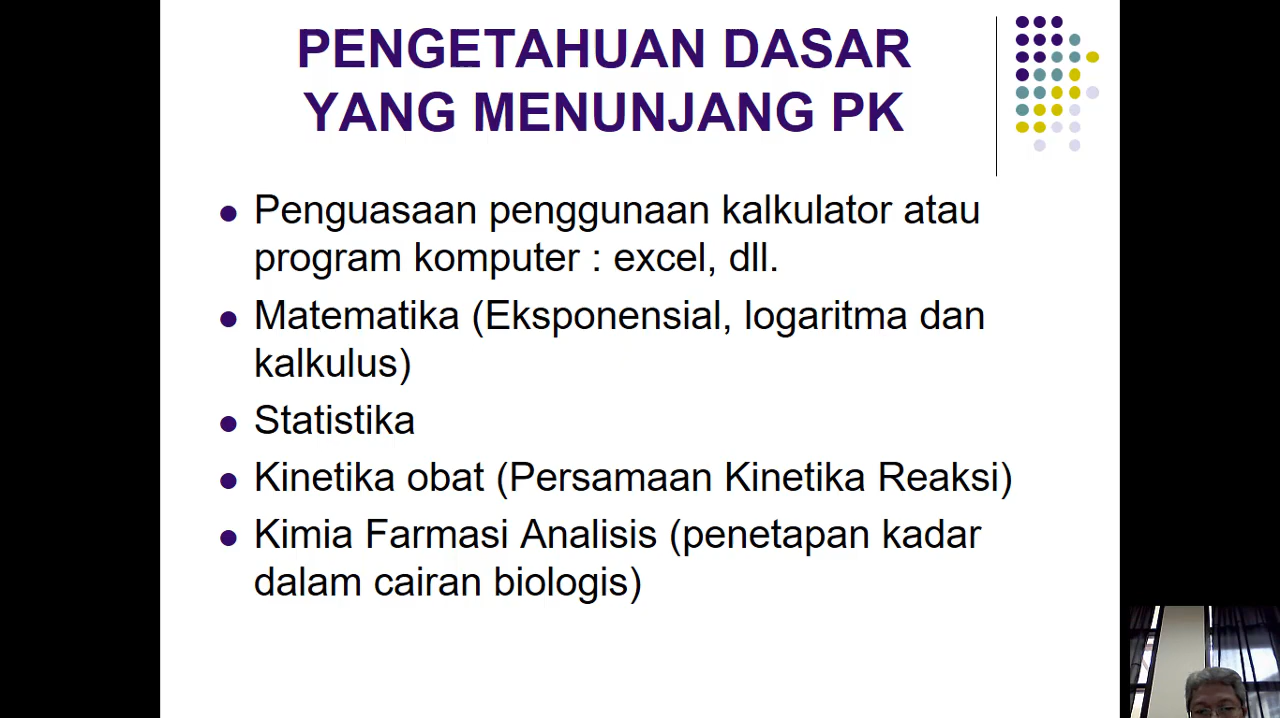 PENGETAHUAN DASAR
YANG MENUNJANG PK
Penguasaan penggunaan kalkulator atau
program komputer : excel, dll.
Matematika (Eksponensial, logaritma dan
kalkulus)
Statistika
Kinetika obat (Persamaan Kinetika Reaksi)
Kimia Farmasi Analisis (penetapan kadar
dalam cairan biologis)